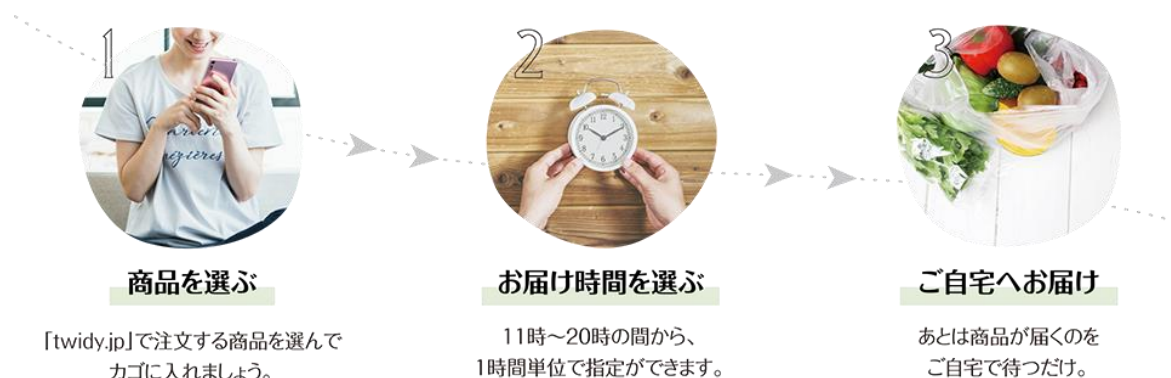 1
商品を選ぶ
「twidy.jp」で注文する商品を選んで
カゴに入れましょう。
2
お届け時間を選ぶ
11時〜20時の間から、
1時間単位で指定ができます。
3
ご自宅へお届け
あとは商品が届くのを
ご自宅で待つだけ。